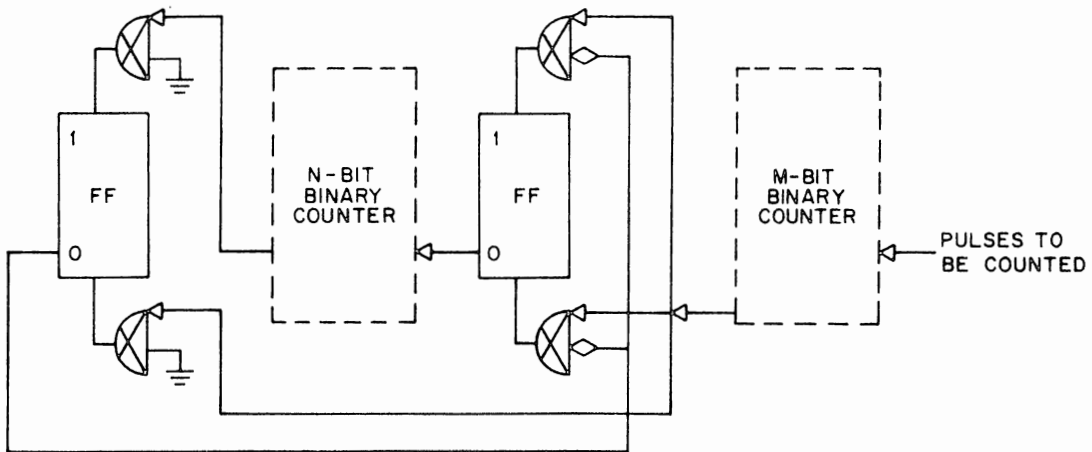 1
FF
0
N-BIT
BINARY
COUNTER
1
FF
0
M-BIT
BINARY
COUNTER
PULSES TO
BE COUNTED